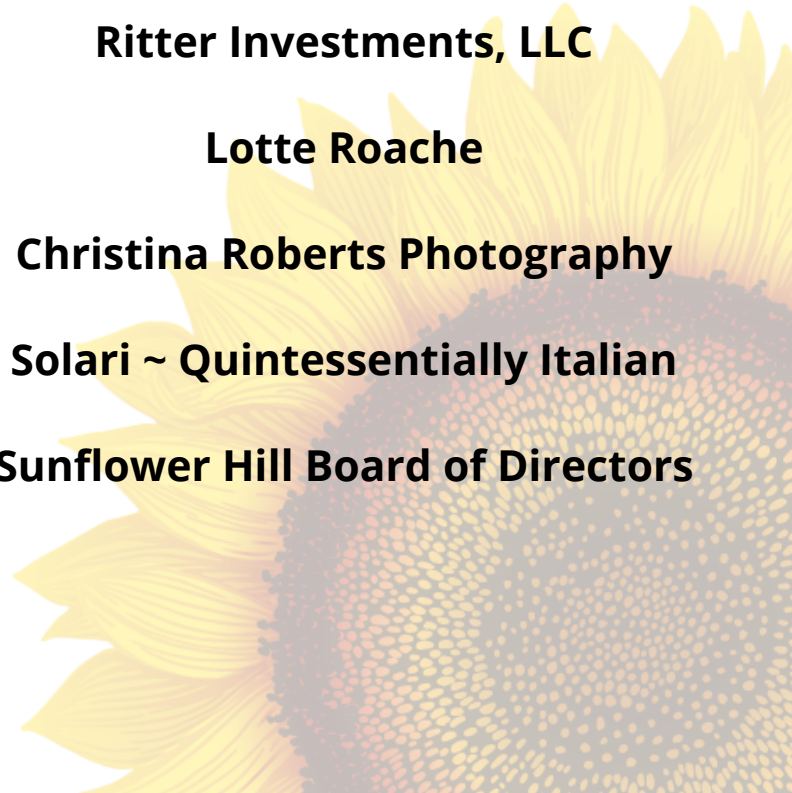 Ritter Investments, LLC
Lotte Roache
Christina Roberts Photography
Solari ~ Quintessentially Italian
Sunflower Hill Board of Directors